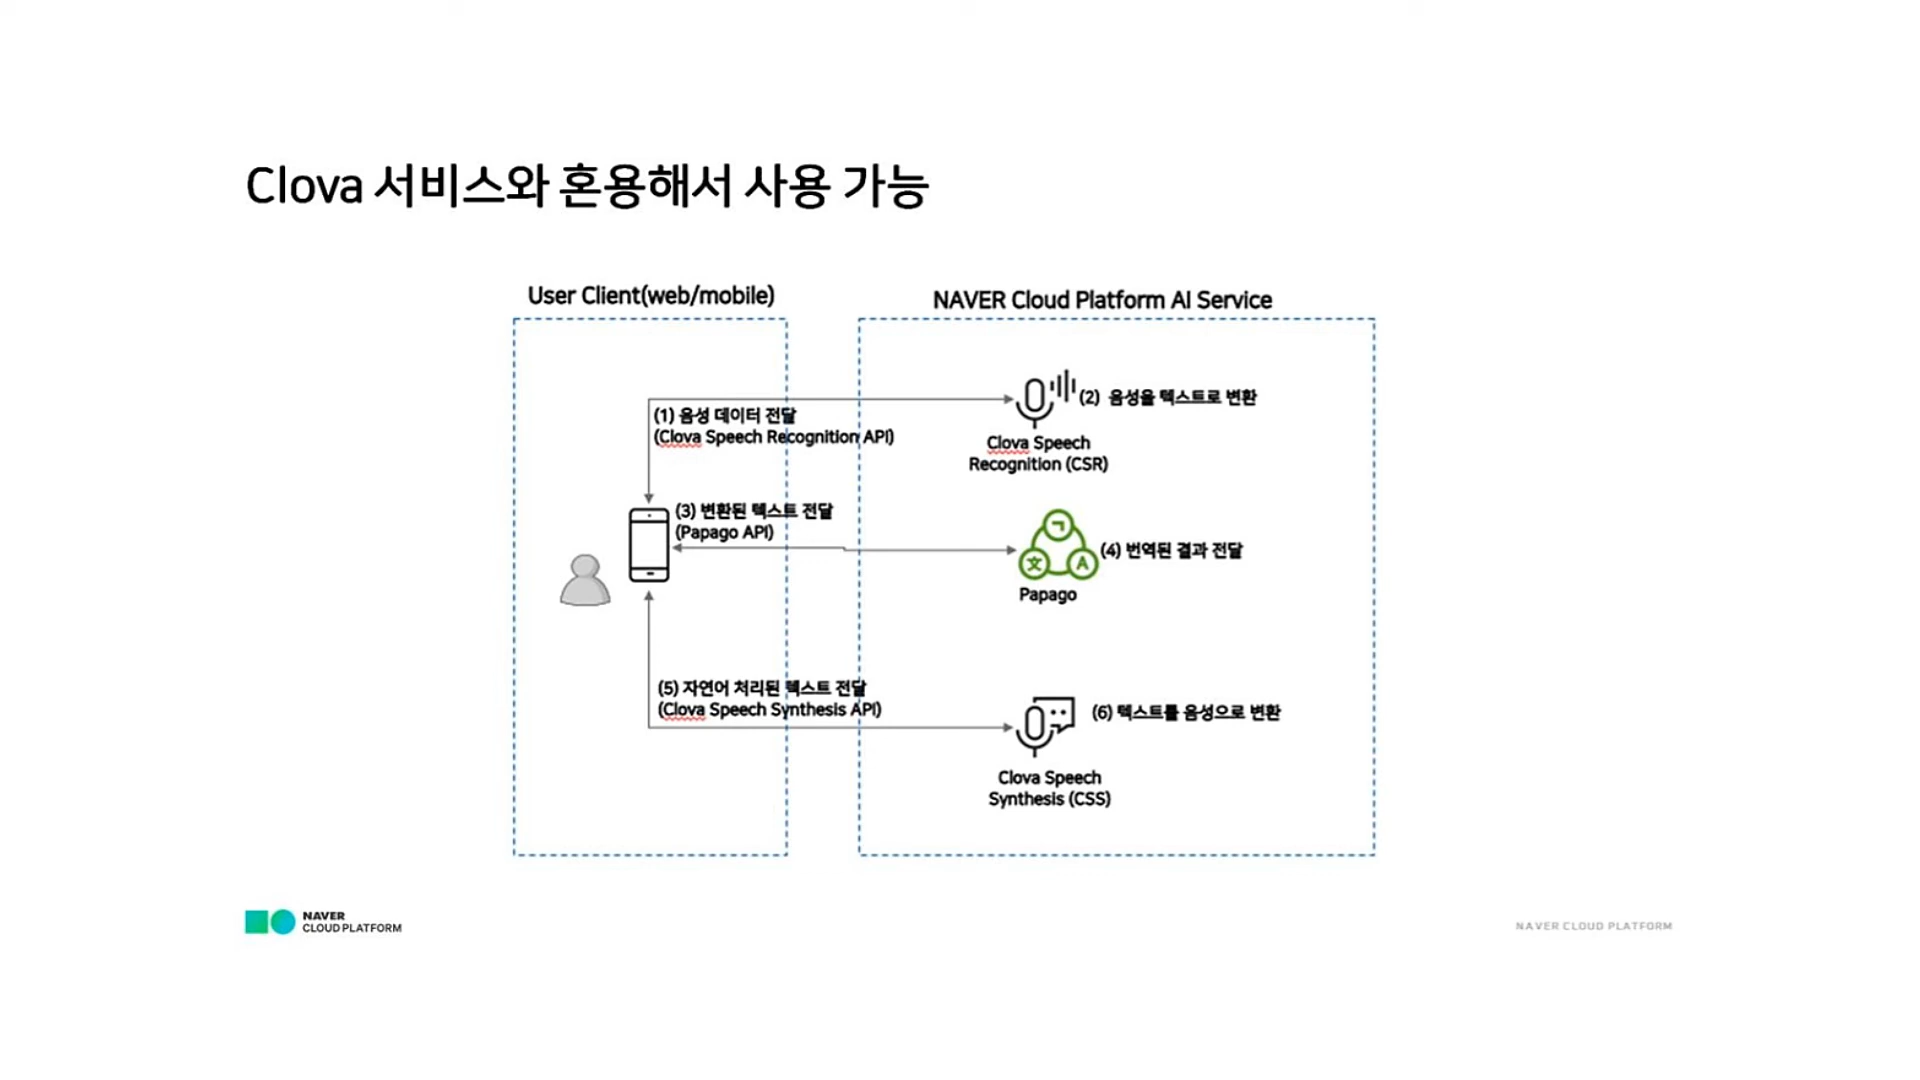 Clova 서비스와 혼용해서 사용 가능
User Client(web/mobile)
NAVER Cloud Platform AI Service
(1) 음성 데이터 전달
(Clova Speech Recognition API)
(2) 음성을 텍스트로 변환
Clova Speech
Recognition (CSR)
(3) 변환된 텍스트 전달
(Papago API)
ㄱ
文 A
(4) 번역된 결과 전달
Papago
(5) 자연어 처리된 텍스트 전달
(Clova Speech Synthesis API)
(6) 텍스트를 음성으로 변환
Clova Speech
Synthesis (CSS)
NAVER
CLOUD PLATFORM
NAVER CLOUD PLATFORM